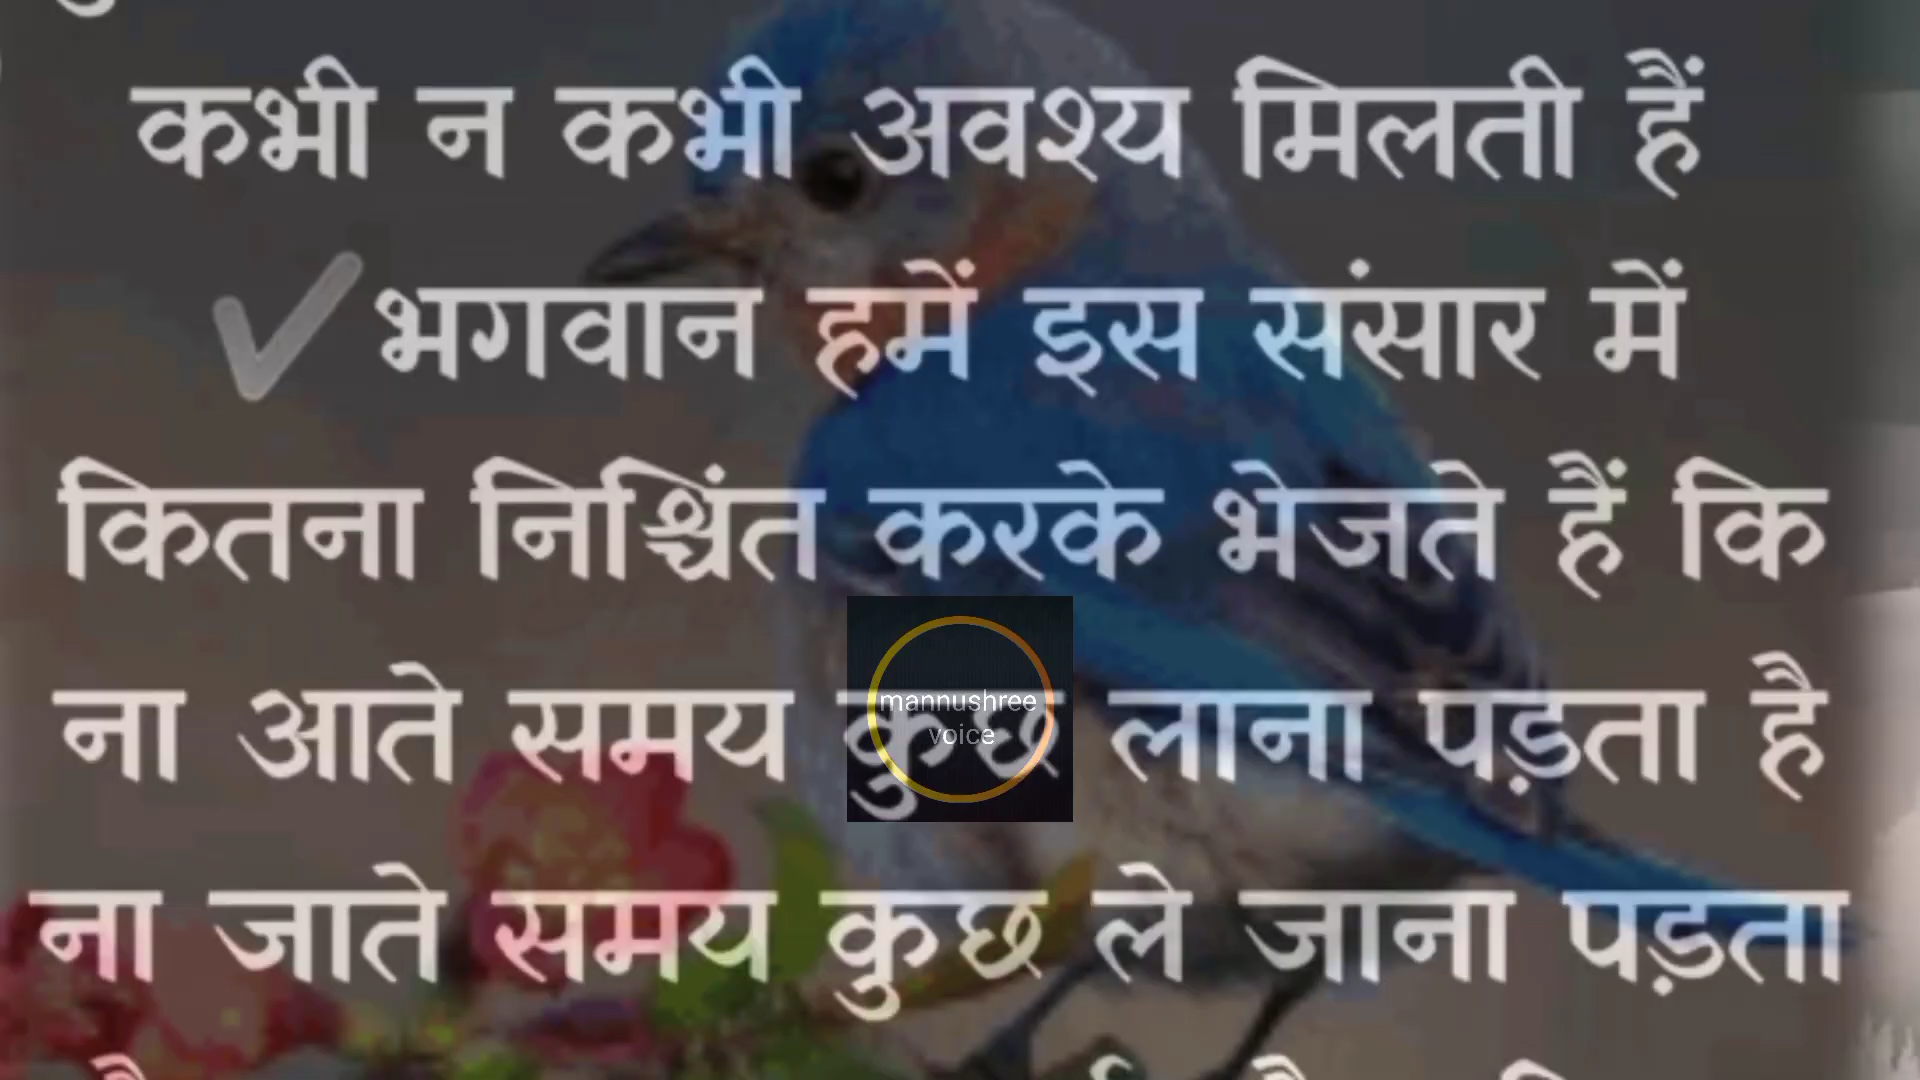 कभी न कभी अवश्य मिलती हैं
✔भगवान हमें इस संसार में
कितना निश्चिंत करके भेजते हैं कि
ना आते समय कुछ लाना पड़ता है
mannushree
voice
ना जाते समय कुछ ले जाना पड़ता